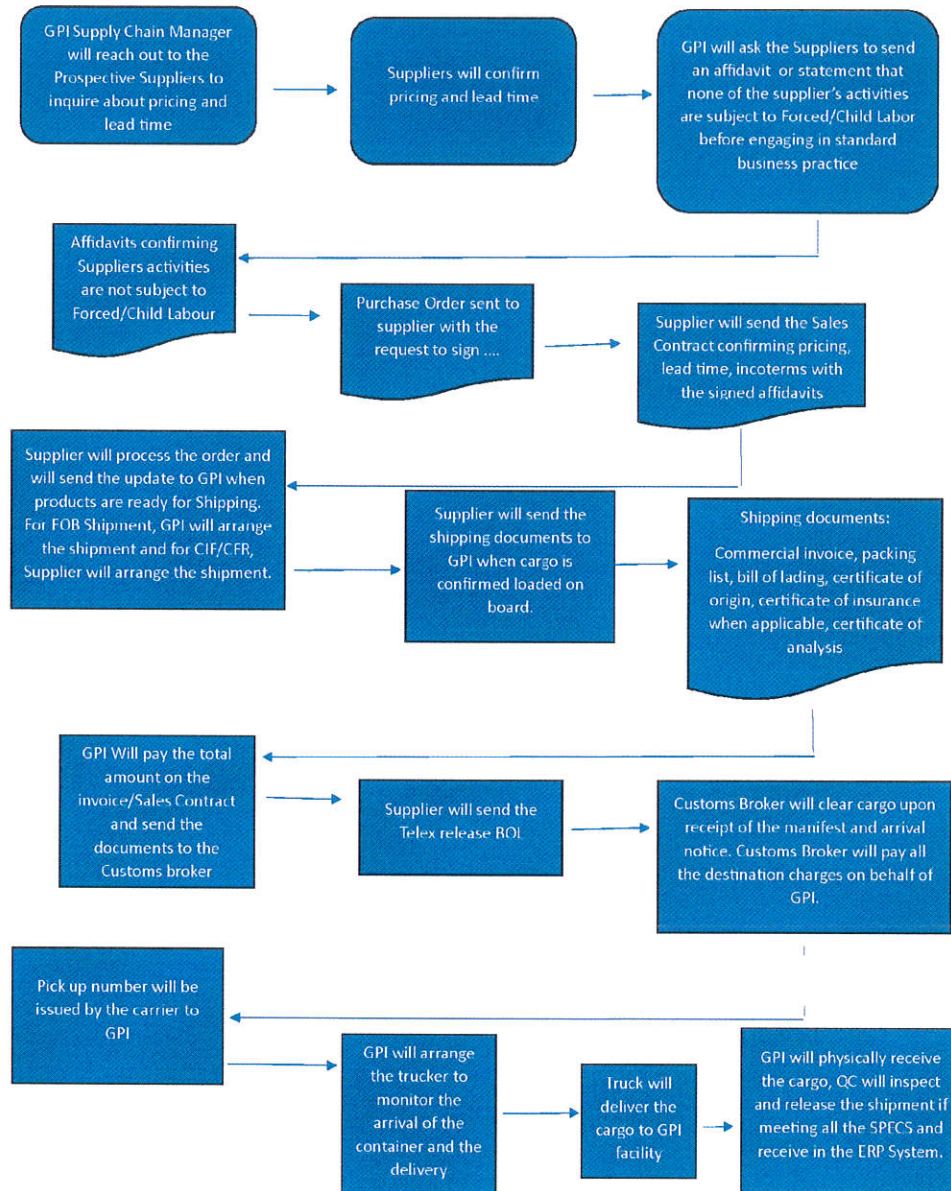 GPI Supply Chain Manager
will reach out to the
Prospective Suppliers to
inquire about pricing and
lead time
Suppliers will confirm
pricing and lead time
GPI will ask the Suppliers to send
an affidavit or statement that
none of the supplier's activities
are subject to Forced/Child Labor
before engaging in standard
business practice
Affidavits confirming
Suppliers activities
are not subject to
Forced/Child Labour
Purchase Order sent to
supplier with the
request to sign ....
Supplier will send the Sales
Contract confirming pricing,
lead time, incoterms with
the signed affidavits
Supplier will process the order and
will send the update to GPI when
products are ready for Shipping.
For FOB Shipment, GPI will arrange
the shipment and for CIF/CFR,
Supplier will arrange the shipment.
Supplier will send the
shipping documents to
GPI when cargo is
confirmed loaded on
board.
Shipping documents:
Commercial invoice, packing
list, bill of lading, certificate of
origin, certificate of insurance
when applicable, certificate of
analysis
GPI Will pay the total
amount on the
invoice/Sales Contract
and send the
documents to the
Customs broker
Supplier will send the
Telex release BOL
Customs Broker will clear cargo upon
receipt of the manifest and arrival
notice. Customs Broker will pay all
the destination charges on behalf of
GPI.
Pick up number will be
issued by the carrier to
GPI
GPI will arrange
the trucker to
monitor the
arrival of the
container and the
delivery
Truck will
deliver the
cargo to GPI
facility
GPI will physically receive
the cargo, QC will inspect
and release the shipment if
meeting all the SPECS and
receive in the ERP System.